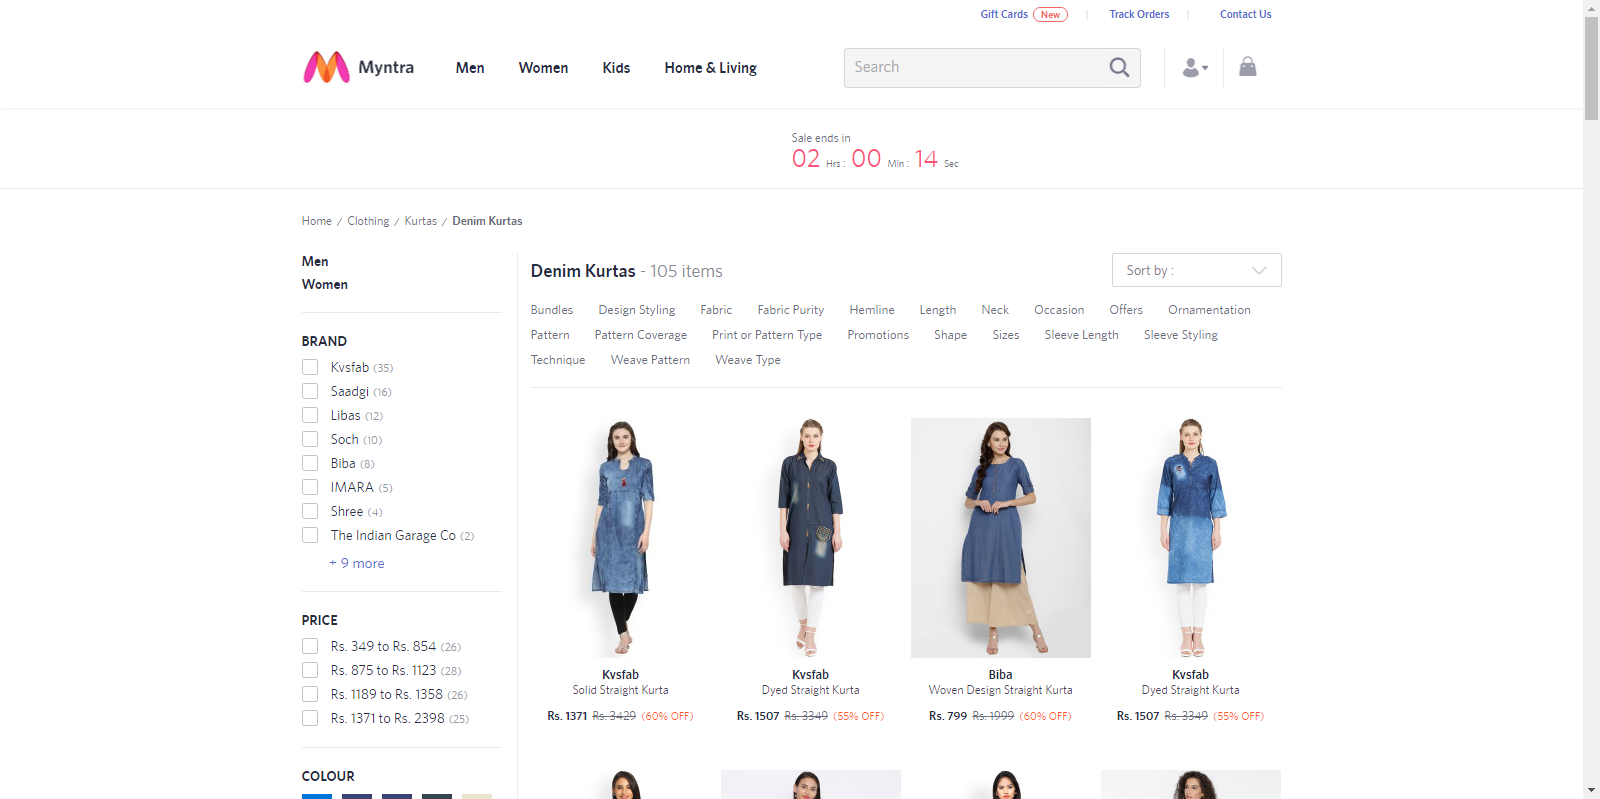 Gift Cards New Track Orders Contact Us
Myntra Men Women Kids Home & Living Search
Sale ends in
02 Hrs : 00 Min : 14 Sec
Home / Clothing / Kurtas / Denim Kurtas
Men
Women
BRAND
Kvsfab (35)
Saadgi (16)
Libas (12)
Soch (10)
Biba (8)
IMARA (5)
Shree (4)
The Indian Garage Co (2)
+ 9 more
PRICE
Rs. 349 to Rs. 854 (26)
Rs. 875 to Rs. 1123 (28)
Rs. 1189 to Rs. 1358 (26)
Rs. 1371 to Rs. 2398 (25)
COLOUR
Denim Kurtas - 105 items
Sort by :
Bundles Design Styling Fabric Fabric Purity Hemline Length Neck Occasion Offers Ornamentation
Pattern Pattern Coverage Print or Pattern Type Promotions Shape Sizes Sleeve Length Sleeve Styling
Technique Weave Pattern Weave Type
Kvsfab
Solid Straight Kurta
Rs. 1371 Rs. 3429 (60% OFF)
Kvsfab
Dyed Straight Kurta
Rs. 1507 Rs. 3349 (55% OFF)
Biba
Woven Design Straight Kurta
Rs. 799 Rs. 1999 (60% OFF)
Kvsfab
Dyed Straight Kurta
Rs. 1507 Rs. 3349 (55% OFF)